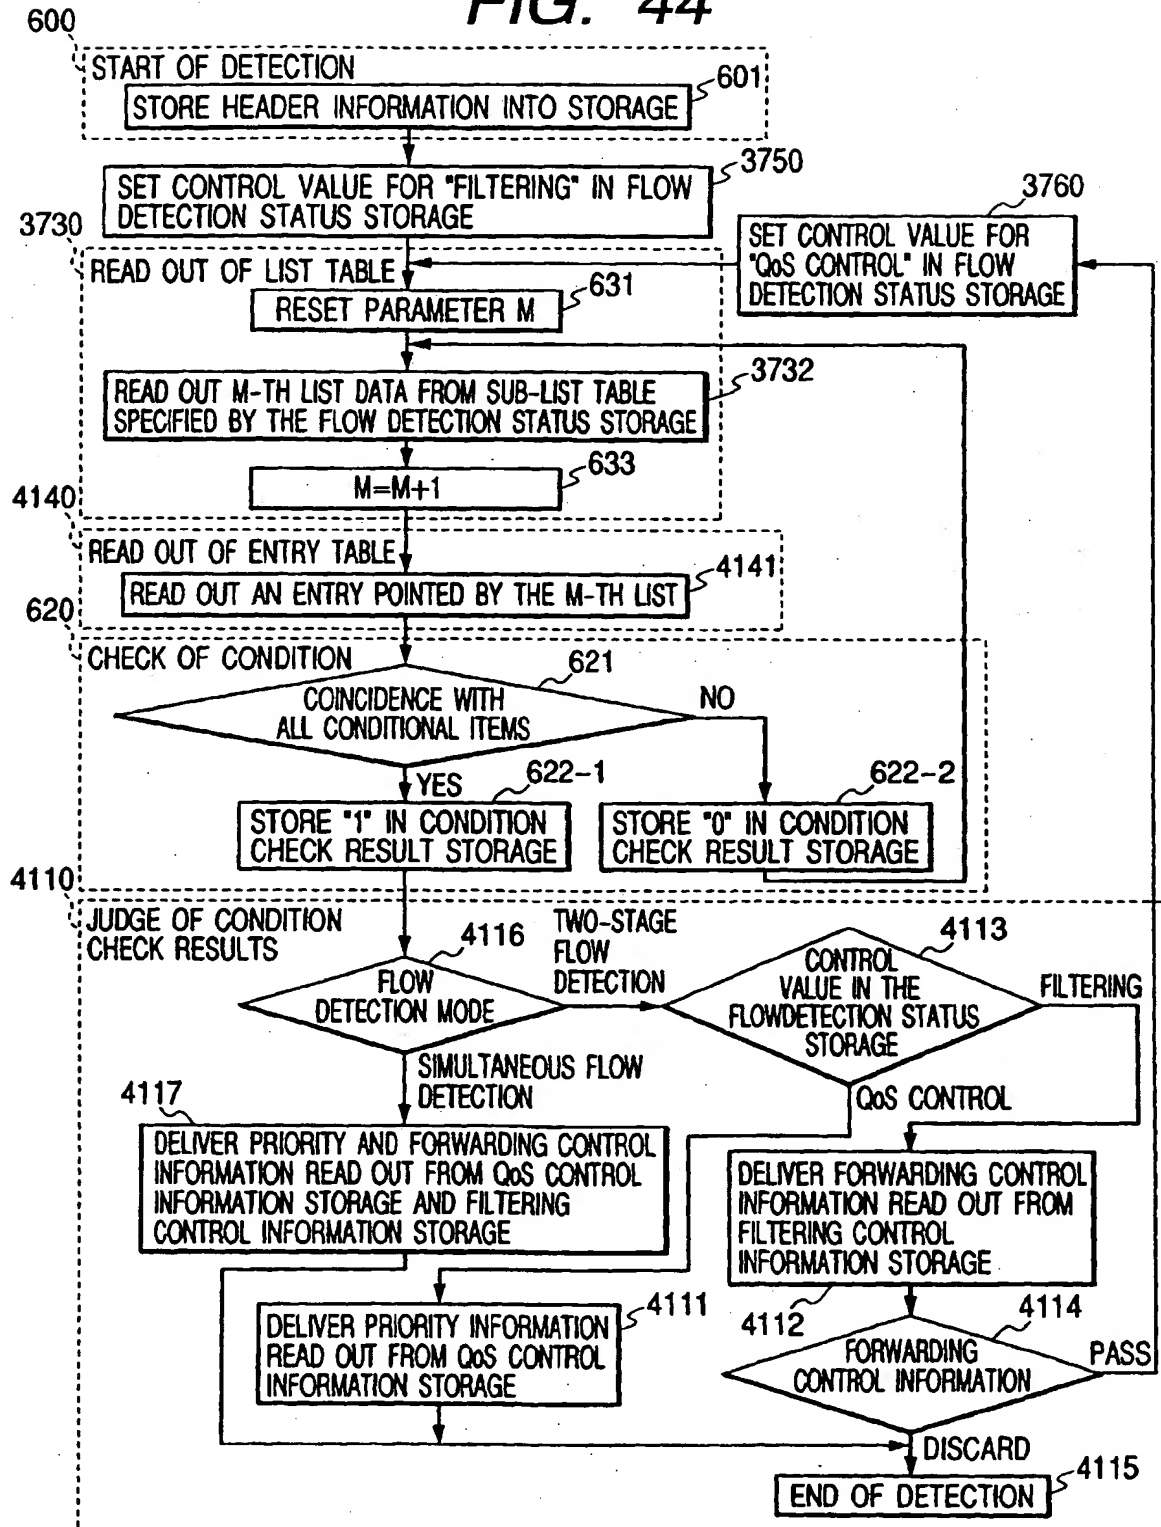 FIG. 44
600
START OF DETECTION
601
STORE HEADER INFORMATION INTO STORAGE
3750
SET CONTROL VALUE FOR "FILTERING" IN FLOW
DETECTION STATUS STORAGE
3760
SET CONTROL VALUE FOR
"QoS CONTROL" IN FLOW
DETECTION STATUS STORAGE
3730
READ OUT OF LIST TABLE
631
RESET PARAMETER M
3732
READ OUT M-TH LIST DATA FROM SUB-LIST TABLE
SPECIFIED BY THE FLOW DETECTION STATUS STORAGE
633
M=M+1
4140
READ OUT OF ENTRY TABLE
4141
READ OUT AN ENTRY POINTED BY THE M-TH LIST
620
CHECK OF CONDITION
621
COINCIDENCE WITH
ALL CONDITIONAL ITEMS
NO
YES
622-1
STORE "1" IN CONDITION
CHECK RESULT STORAGE
622-2
STORE "0" IN CONDITION
CHECK RESULT STORAGE
4110
JUDGE OF CONDITION
CHECK RESULTS
4116
FLOW
DETECTION MODE
TWO-STAGE
FLOW
DETECTION
4113
CONTROL
VALUE IN THE
FLOWDETECTION STATUS
STORAGE
FILTERING
SIMULTANEOUS FLOW
DETECTION
QoS CONTROL
4117
DELIVER PRIORITY AND FORWARDING CONTROL
INFORMATION READ OUT FROM QoS CONTROL
INFORMATION STORAGE AND FILTERING
CONTROL INFORMATION STORAGE
DELIVER FORWARDING CONTROL
INFORMATION READ OUT FROM
FILTERING CONTROL
INFORMATION STORAGE
4112
4111
DELIVER PRIORITY INFORMATION
READ OUT FROM QoS CONTROL
INFORMATION STORAGE
4114
FORWARDING
CONTROL INFORMATION
PASS
DISCARD
4115
END OF DETECTION